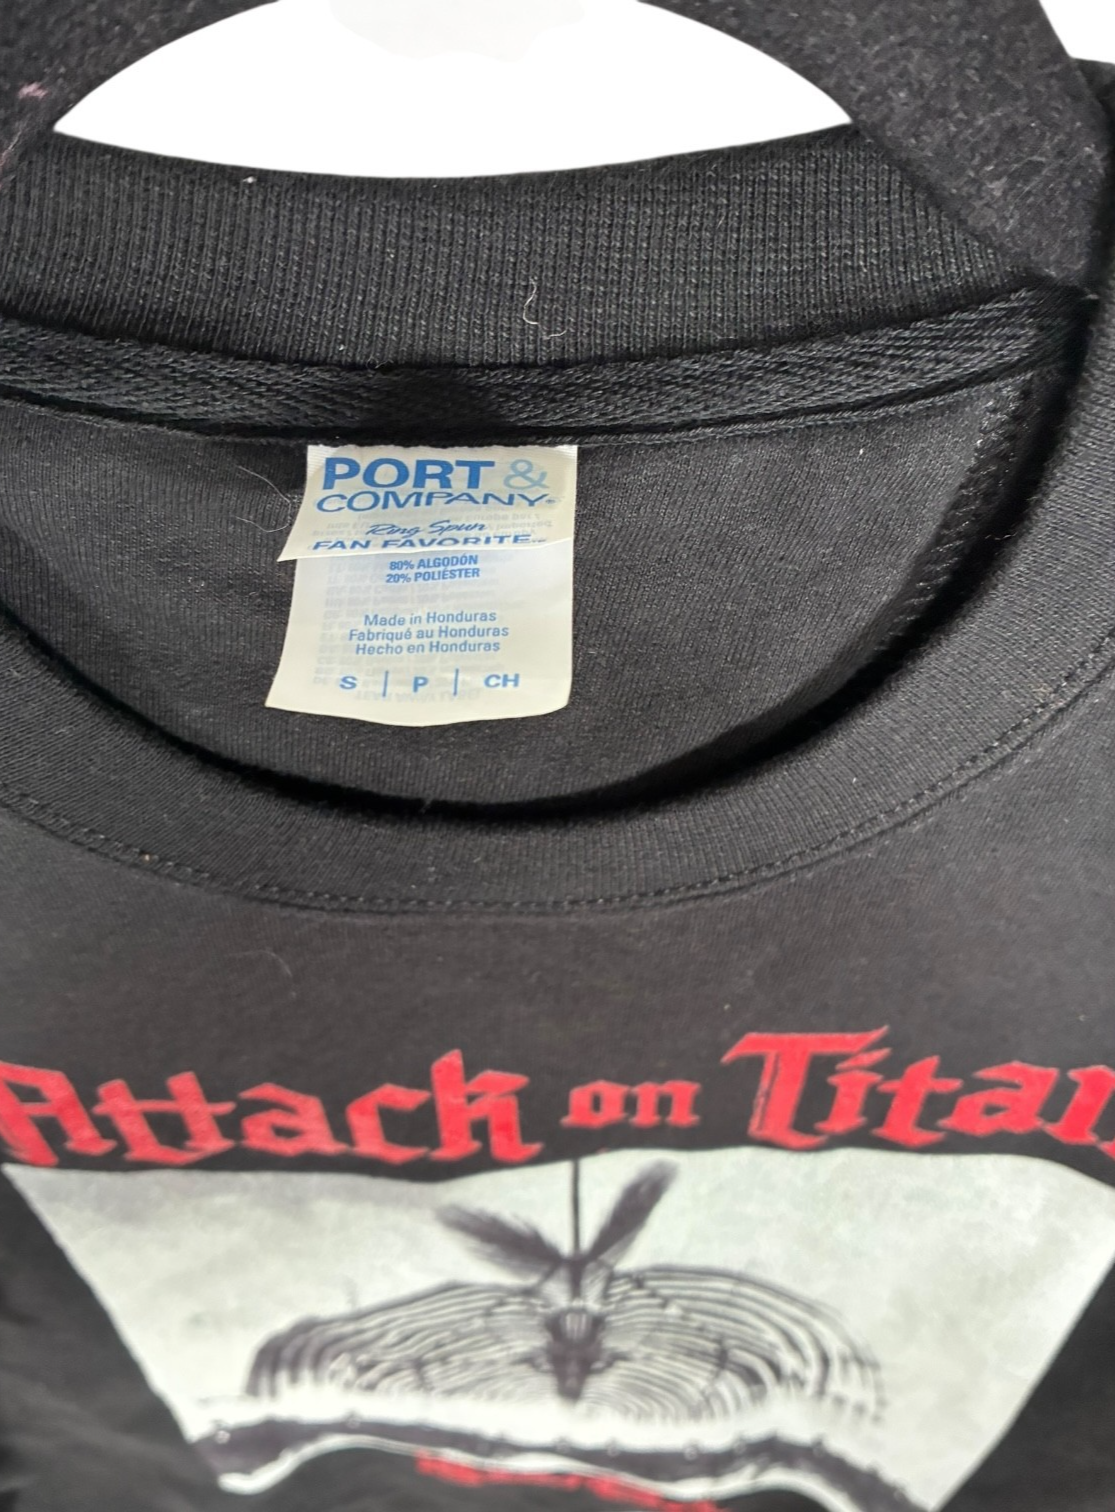 PORT &
COMPANY
Ring Spun
FAN FAVORITE
80% ALGODÓN
20% POLIÉSTER
Made in Honduras
Fabriqué au Honduras
Hecho en Honduras
S | P | CH
Attack on Titan